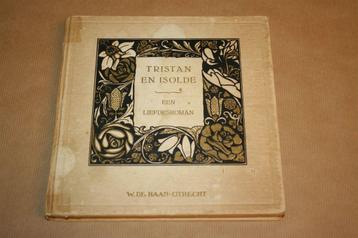 TRISTAN
EN ISOLDE
EEN
LIEFDESROMAN
W. DE HAAN-UTRECHT